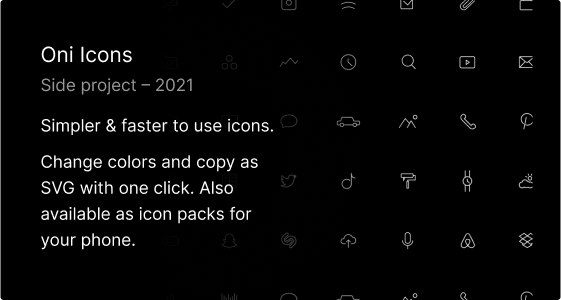 Oni Icons
Side project – 2021
Simpler & faster to use icons.
Change colors and copy as
SVG with one click. Also
available as icon packs for
your phone.